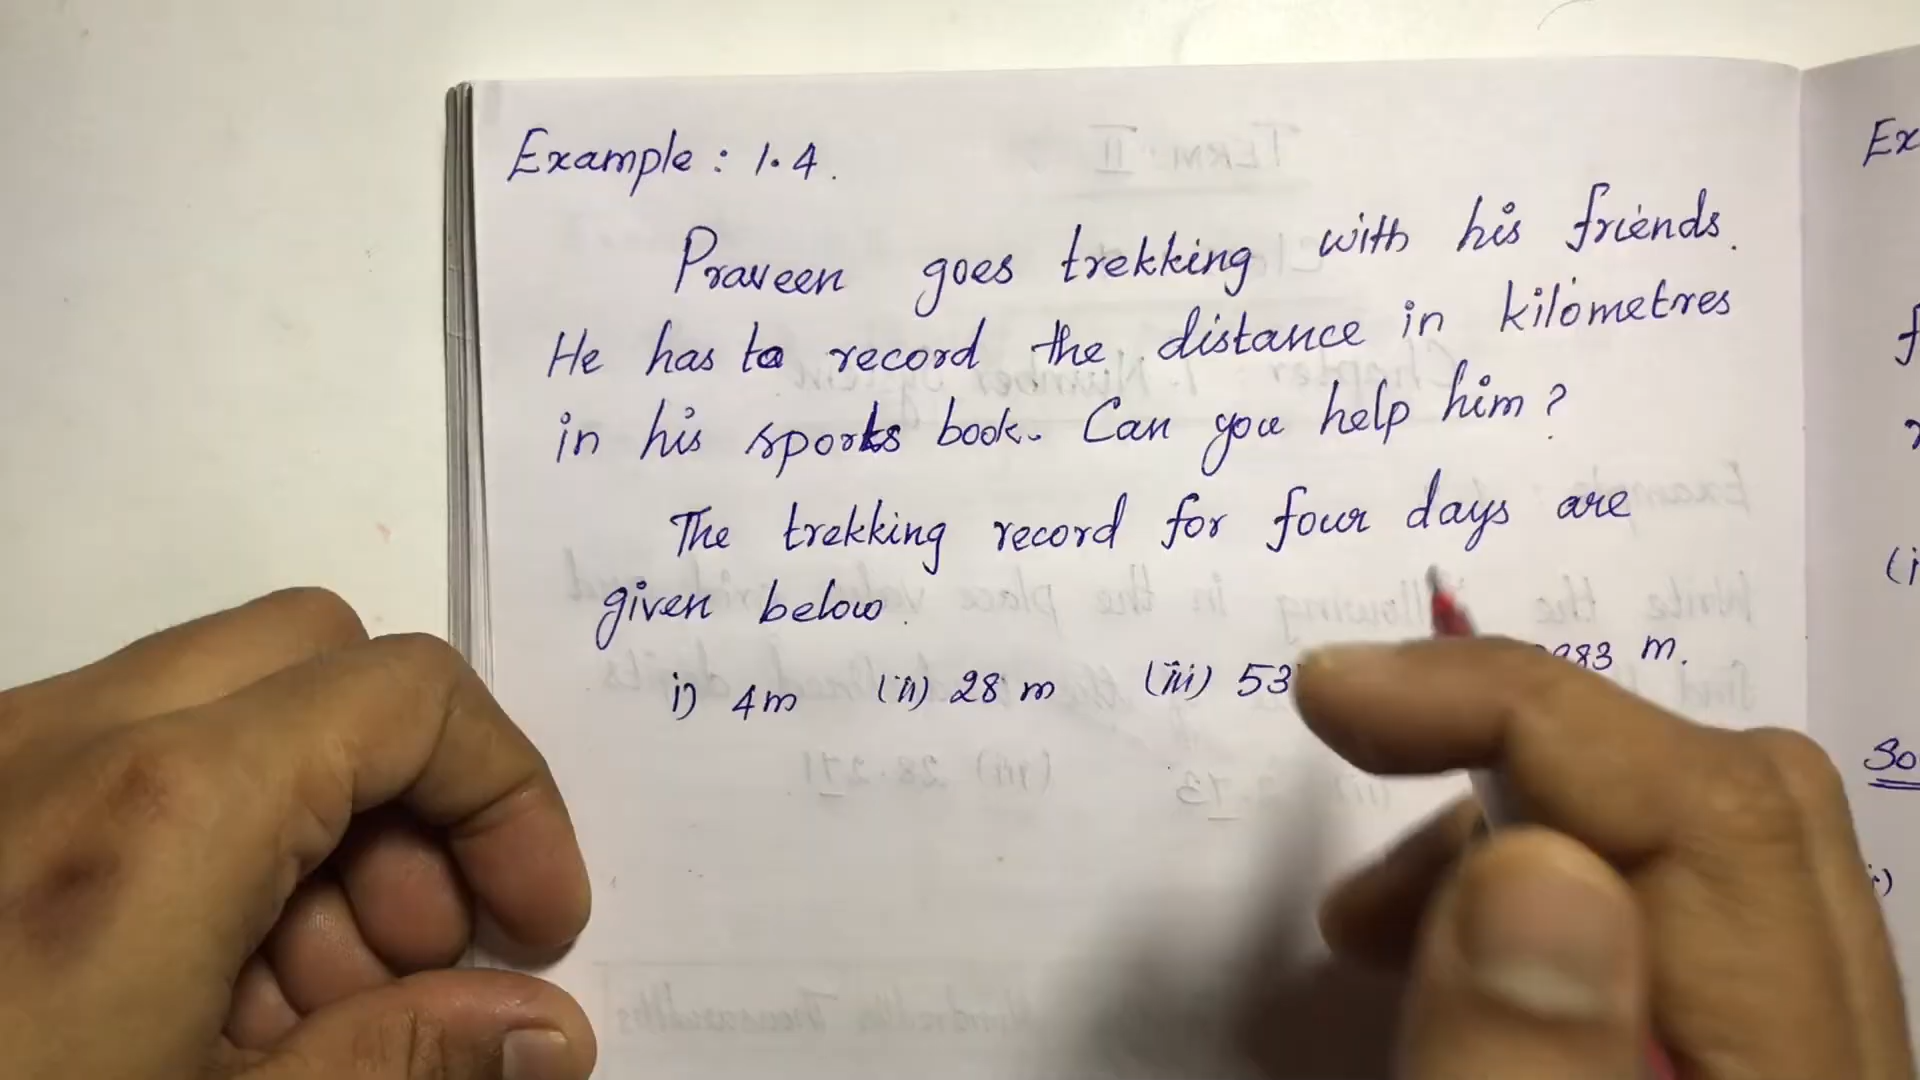 Example : 1.4.
Praveen goes trekking with his friends.
He has to record the distance in kilometres
in his sports book. Can you help him?
The trekking record for four days are
given below.
i) 4m (ii) 28 m (iii) 53 m.
Ex